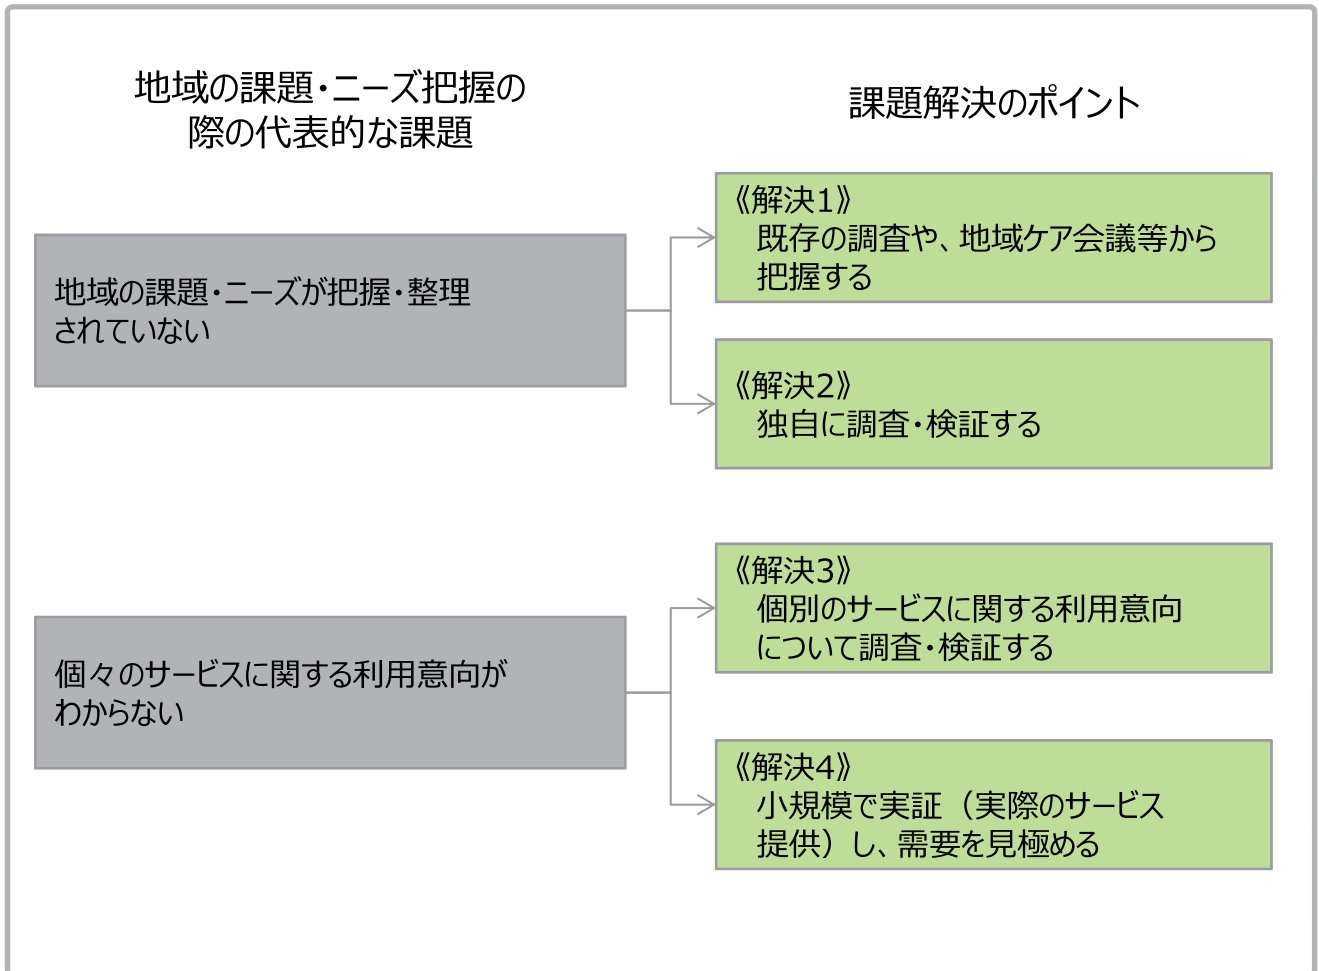 地域の課題・ニーズ把握の
際の代表的な課題
課題解決のポイント
地域の課題・ニーズが把握・整理
されていない
《解決1》
既存の調査や、地域ケア会議等から
把握する
《解決2》
独自に調査・検証する
個々のサービスに関する利用意向が
わからない
《解決3》
個別のサービスに関する利用意向
について調査・検証する
《解決4》
小規模で実証（実際のサービス
提供）し、需要を見極める